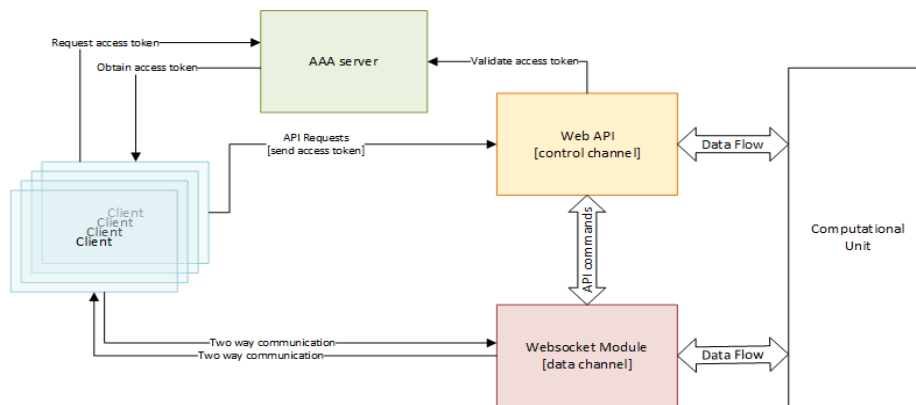 Request access token
Obtain access token
AAA server
Validate access token
API Requests
[send access token]
Web API
[control channel]
Data Flow
Client
Client
Client
Client
API commands
Computational
Unit
Two way communication
Two way communication
Websocket Module
[data channel]
Data Flow